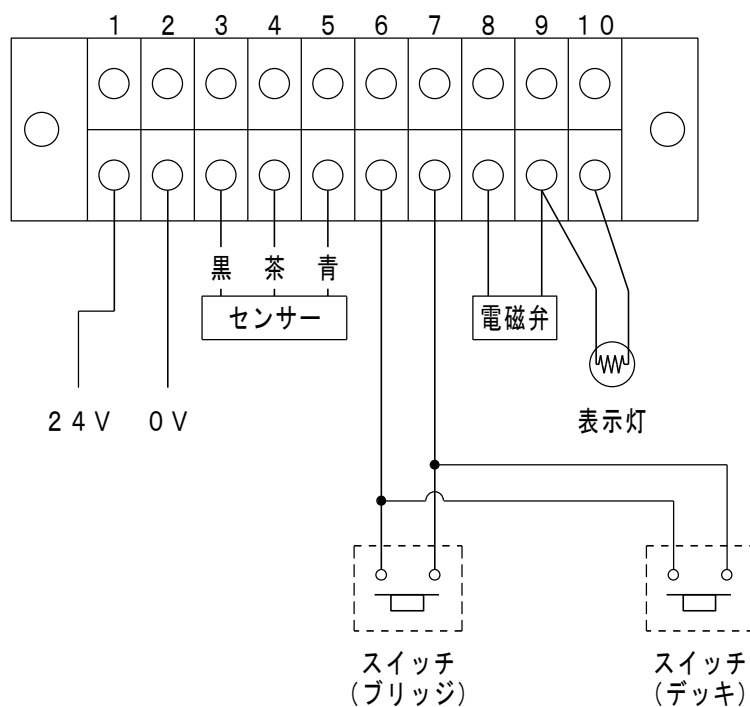 1 2 3 4 5 6 7 8 9 10
黒 茶 青
センサー 電磁弁
24V 0V 表示灯
スイッチ スイッチ
(ブリッジ) (デッキ)